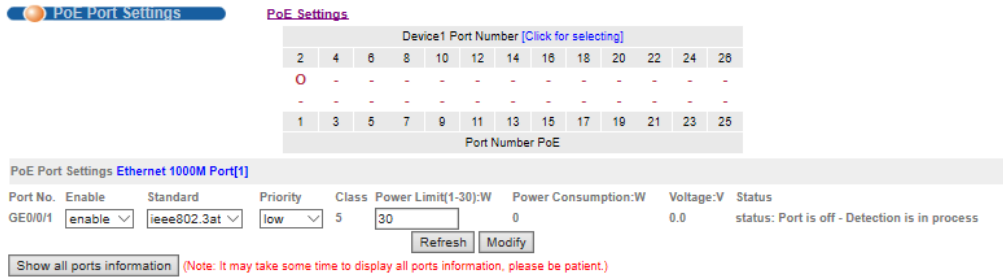 PoE Port Settings PoE Settings
Device1 Port Number [Click for selecting]
2 4 6 8 10 12 14 16 18 20 22 24 26
O - - - - - - - - - - - -
- - - - - - - - - - - - -
1 3 5 7 9 11 13 15 17 19 21 23 25
Port Number PoE
PoE Port Settings Ethernet 1000M Port[1]
Port No. Enable Standard Priority Class Power Limit(1-30):W Power Consumption:W Voltage:V Status
GE0/0/1 enable ieee802.3at low 5 30 0 0.0 status: Port is off - Detection is in process
Refresh Modify
Show all ports information (Note: It may take some time to display all ports information, please be patient.)